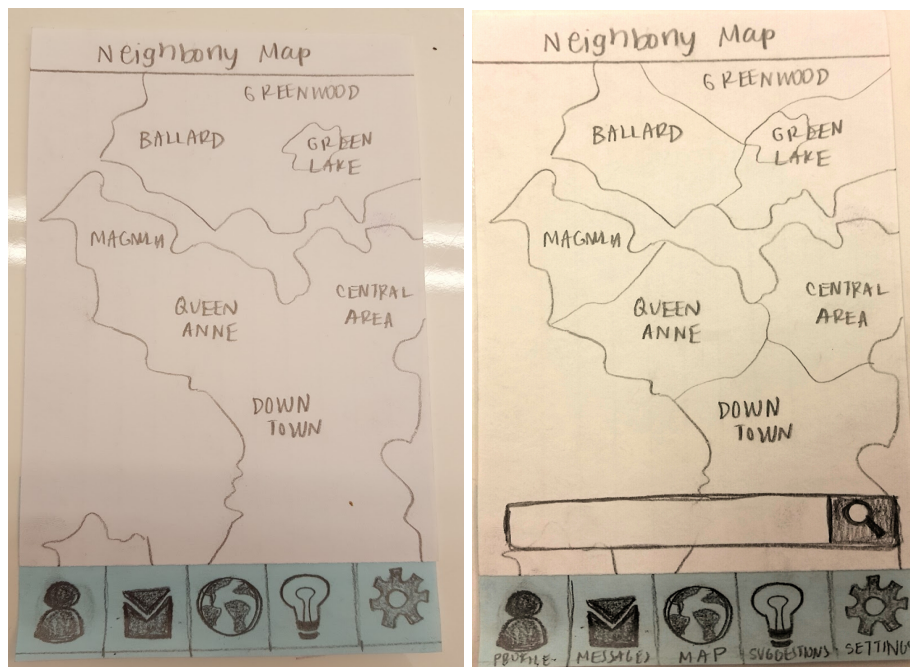 Neighbony Map
GREENWOOD
BALLARD
GREEN
LAKE
MAGNLIA
QUEEN
ANNE
CENTRAL
AREA
DOWN
TOWN
Neighbony Map
GREENWOOD
BALLARD
GREEN
LAKE
MAGNLIA
QUEEN
ANNE
CENTRAL
AREA
DOWN
TOWN
PROFILE
MESSAGES
MAP
SUGGESTIONS
SETTING